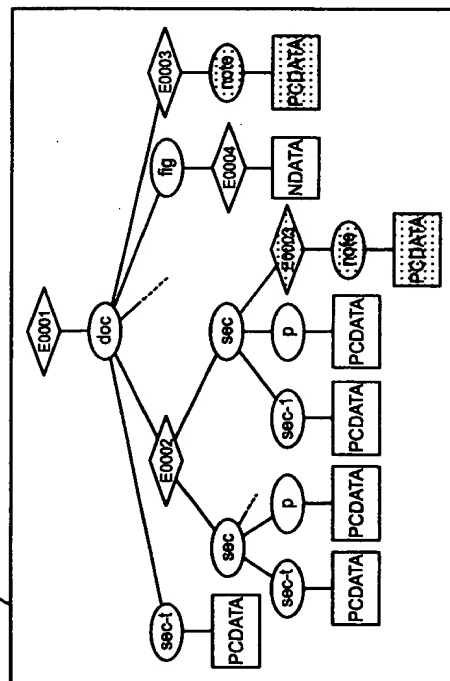 E0001
doc
sec-t
PCDATA
E0002
fig
E0003
E0004
note
NDATA
PCDATA
sec
sec
sec-t
p
sec-1
p
E0003
PCDATA
PCDATA
PCDATA
PCDATA
note
PCDATA